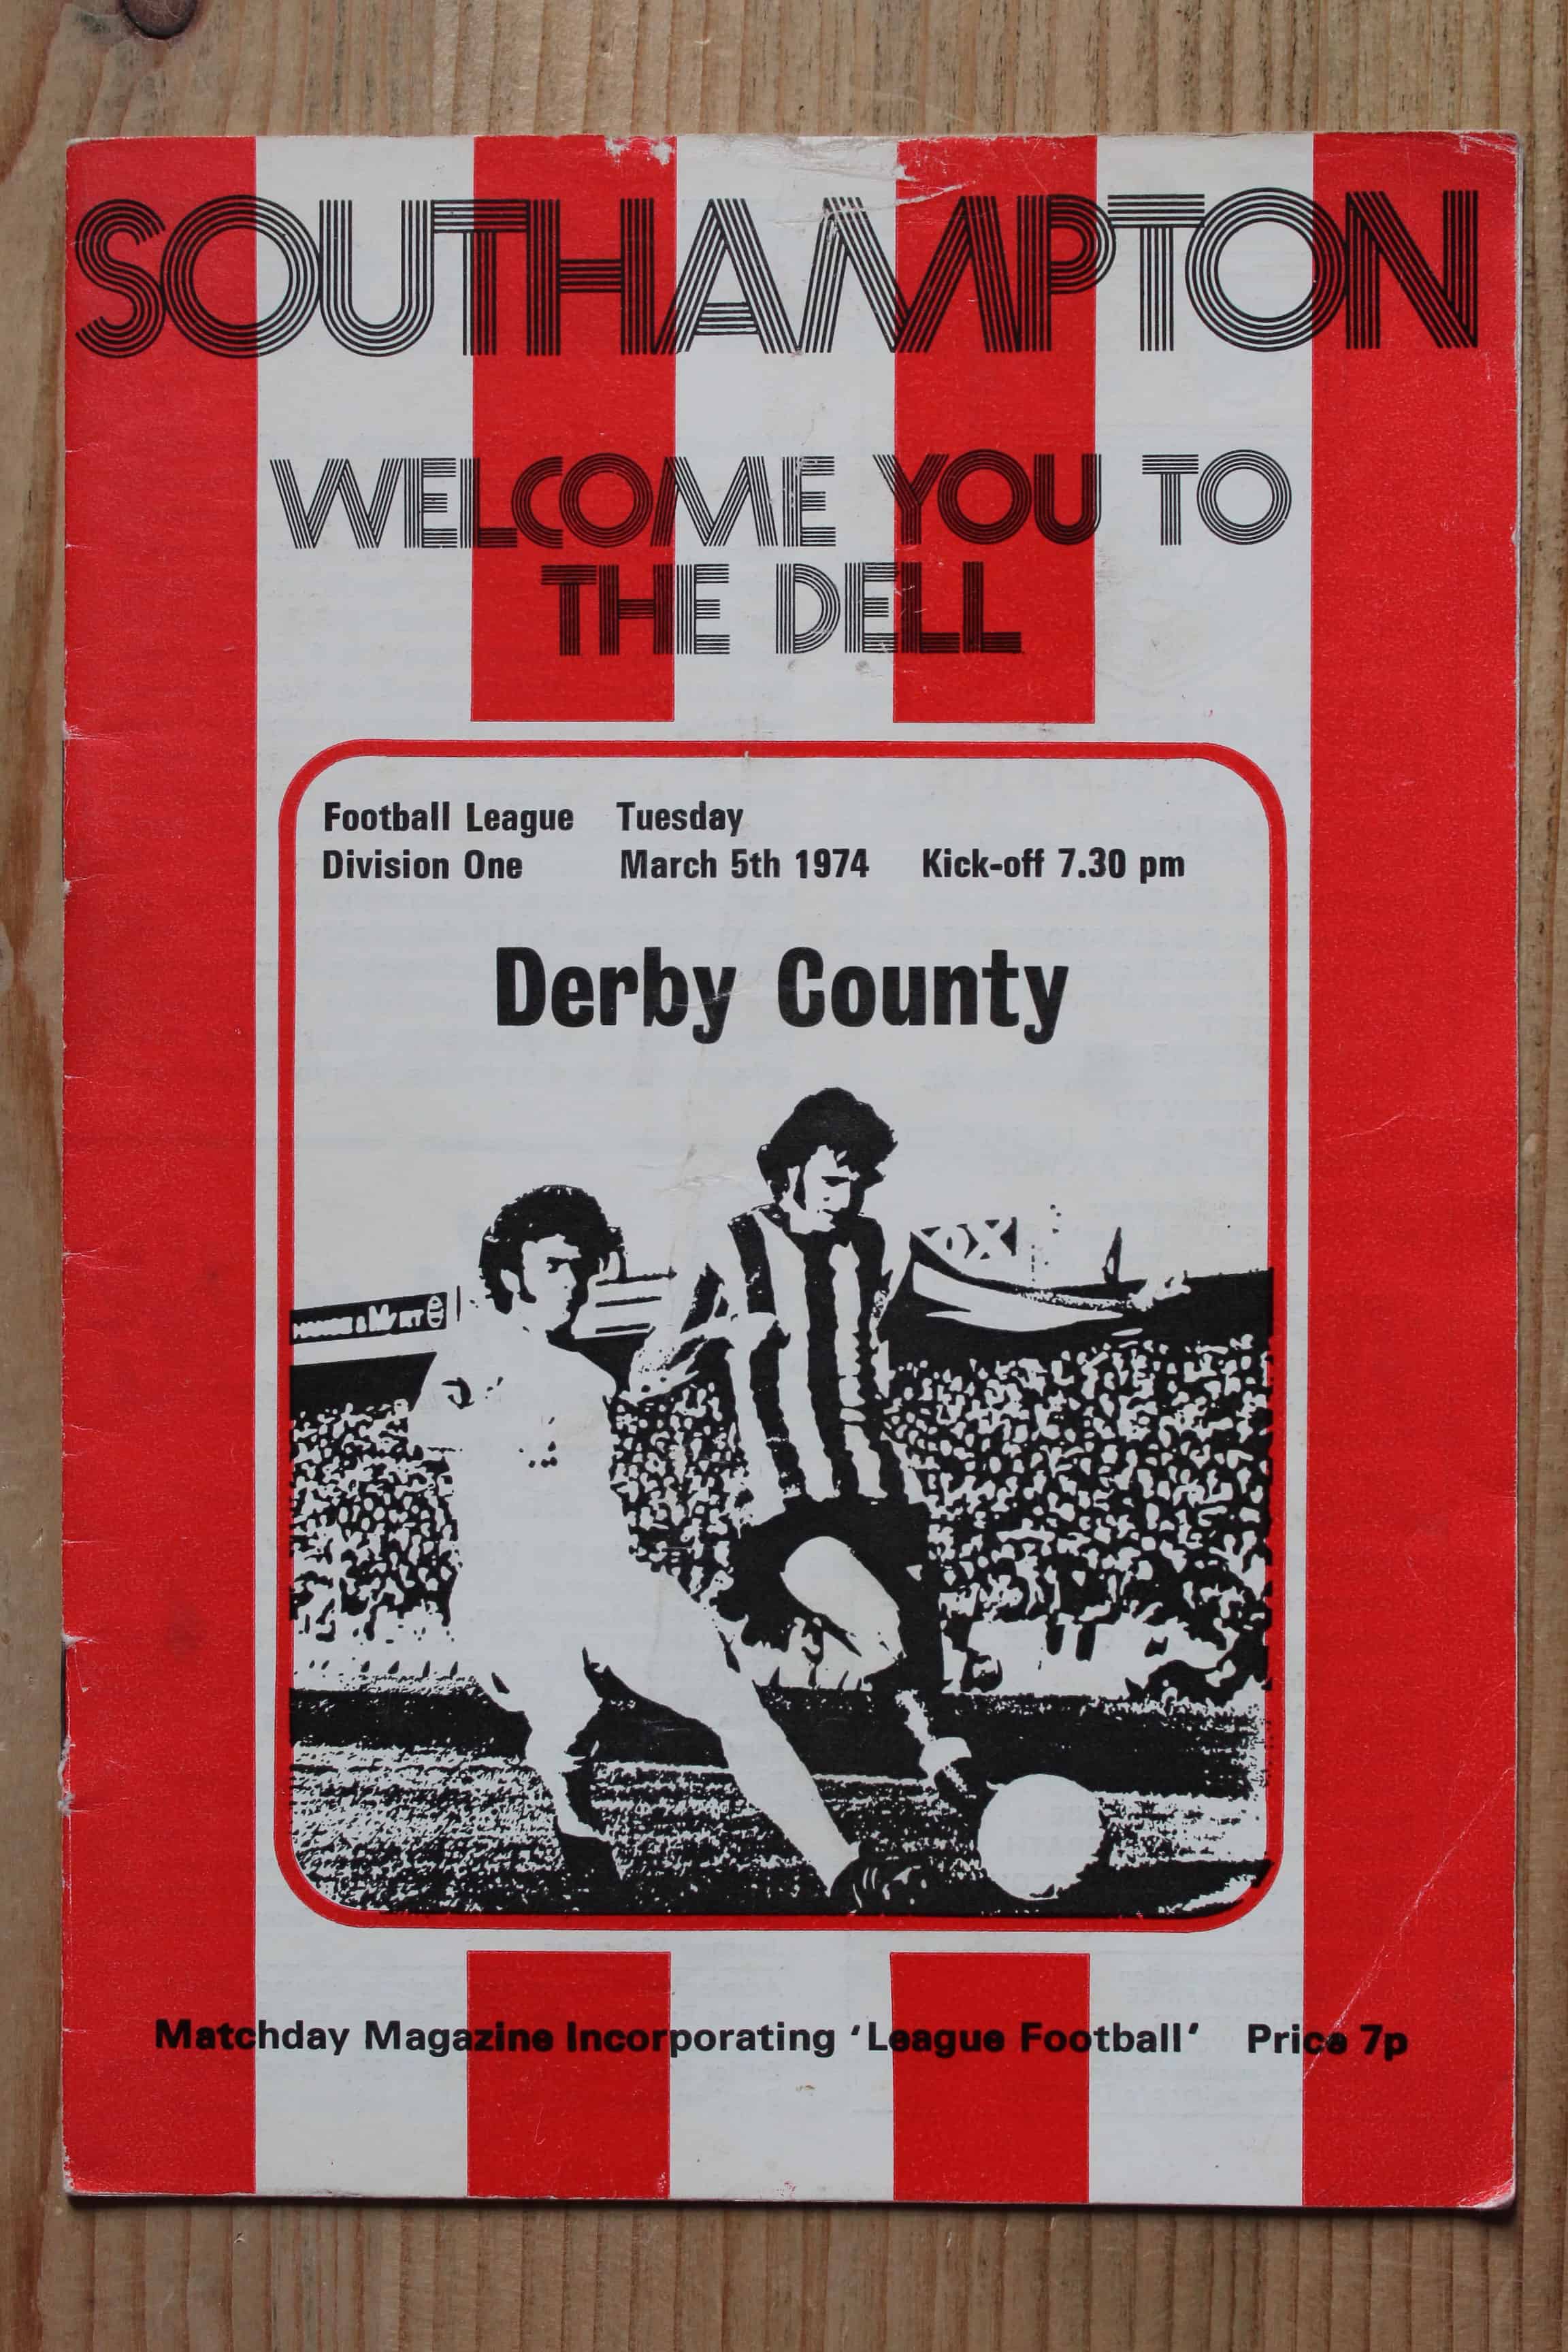 SOUTHAMPTON
WELCOME YOU TO
THE DELL
Football League Tuesday
Division One March 5th 1974 Kick-off 7.30 pm
Derby County
Matchday Magazine Incorporating ‘League Football’ Price 7p